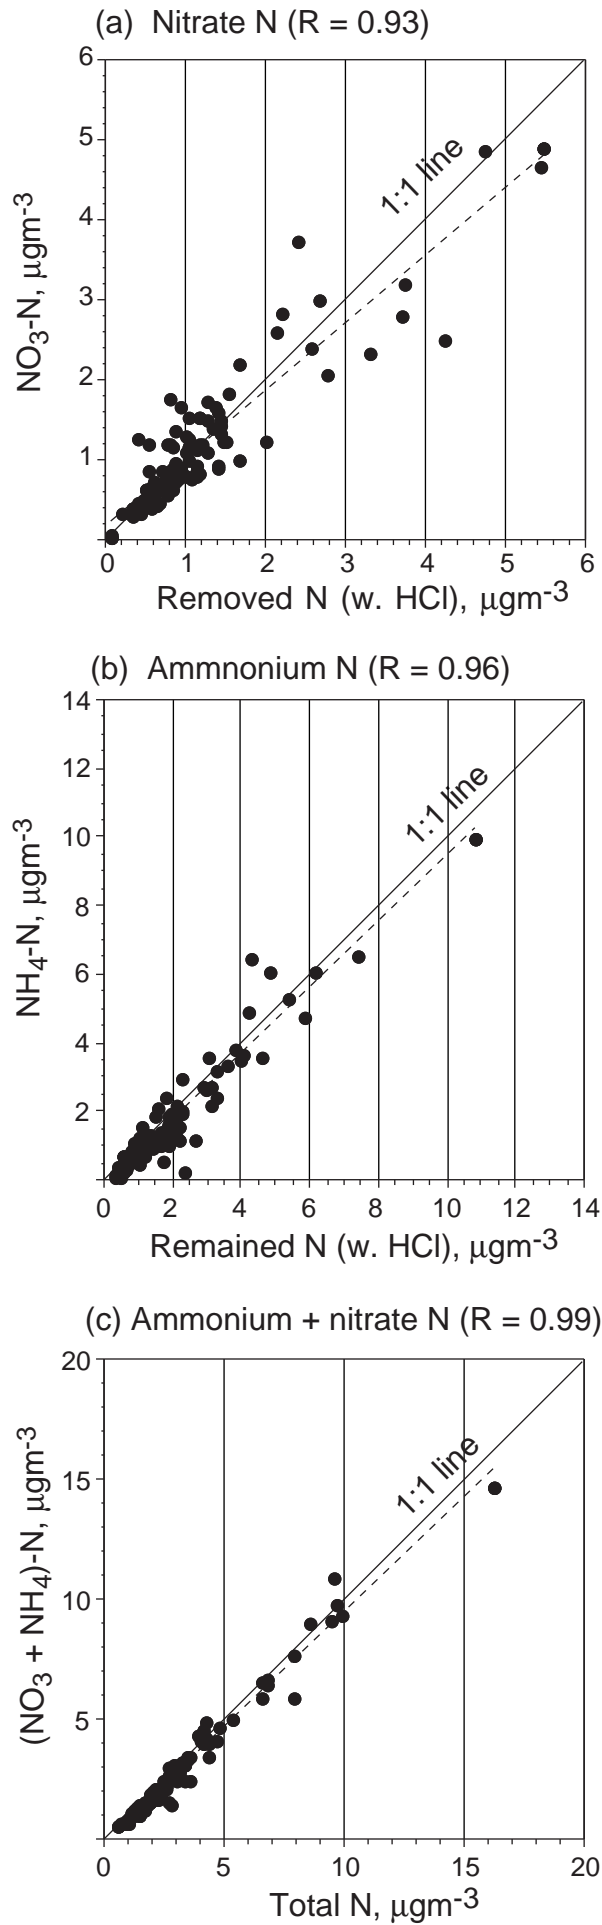 (a) Nitrate N (R = 0.93)
6
5
4
3
2
1
NO3-N, µgm-3
1:1 line
0 1 2 3 4 5 6
Removed N (w. HCl), µgm-3
(b) Ammnonium N (R = 0.96)
14
12
10
8
6
4
2
NH4-N, µgm-3
1:1 line
0 2 4 6 8 10 12 14
Remained N (w. HCl), µgm-3
(c) Ammonium + nitrate N (R = 0.99)
20
15
10
5
(NO3 + NH4)-N, µgm-3
1:1 line
0 5 10 15 20
Total N, µgm-3